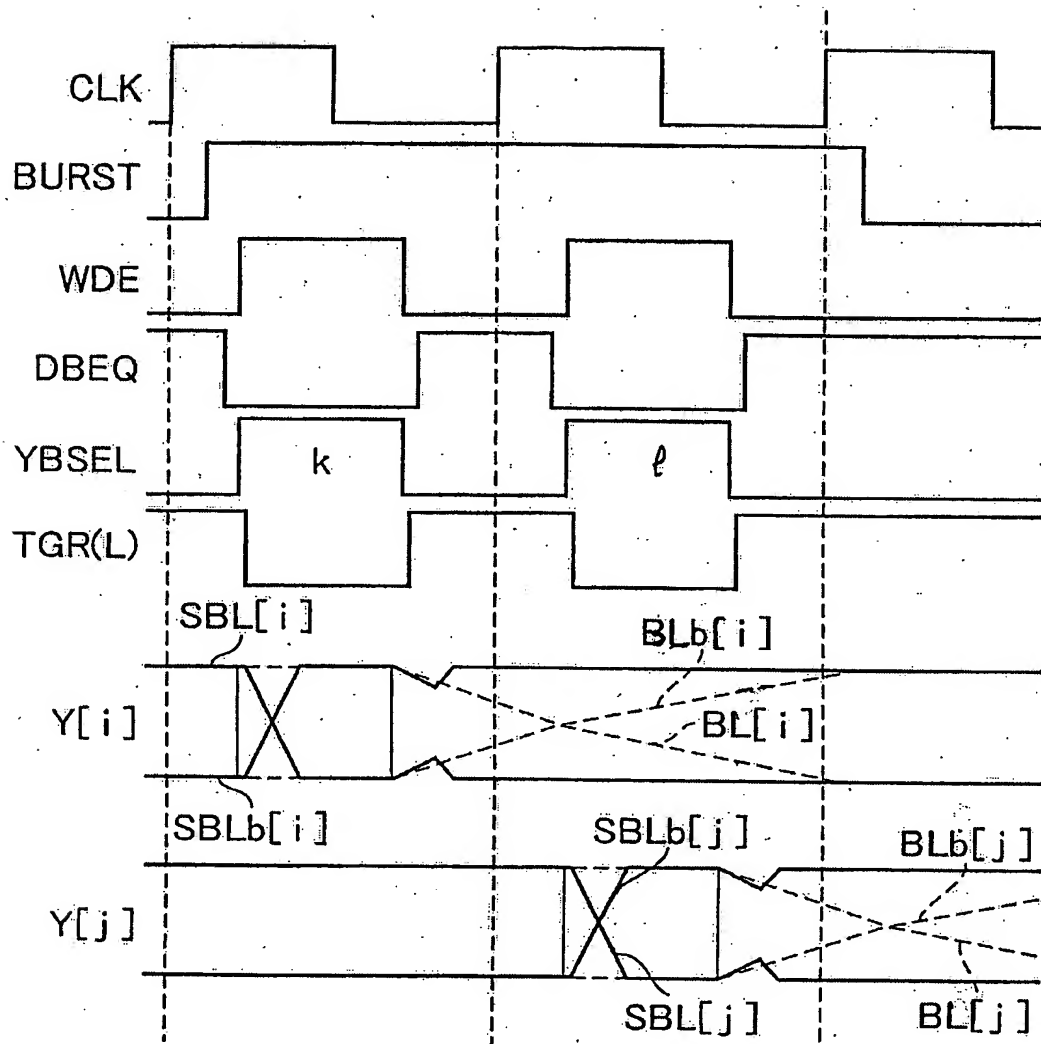 CLK
BURST
WDE
DBEQ
YBSEL
k
ℓ
TGR(L)
SBL[i]
BLb[i]
Y[i]
BL[i]
SBLb[i]
SBLb[j]
BLb[j]
Y[j]
SBL[j]
BL[j]